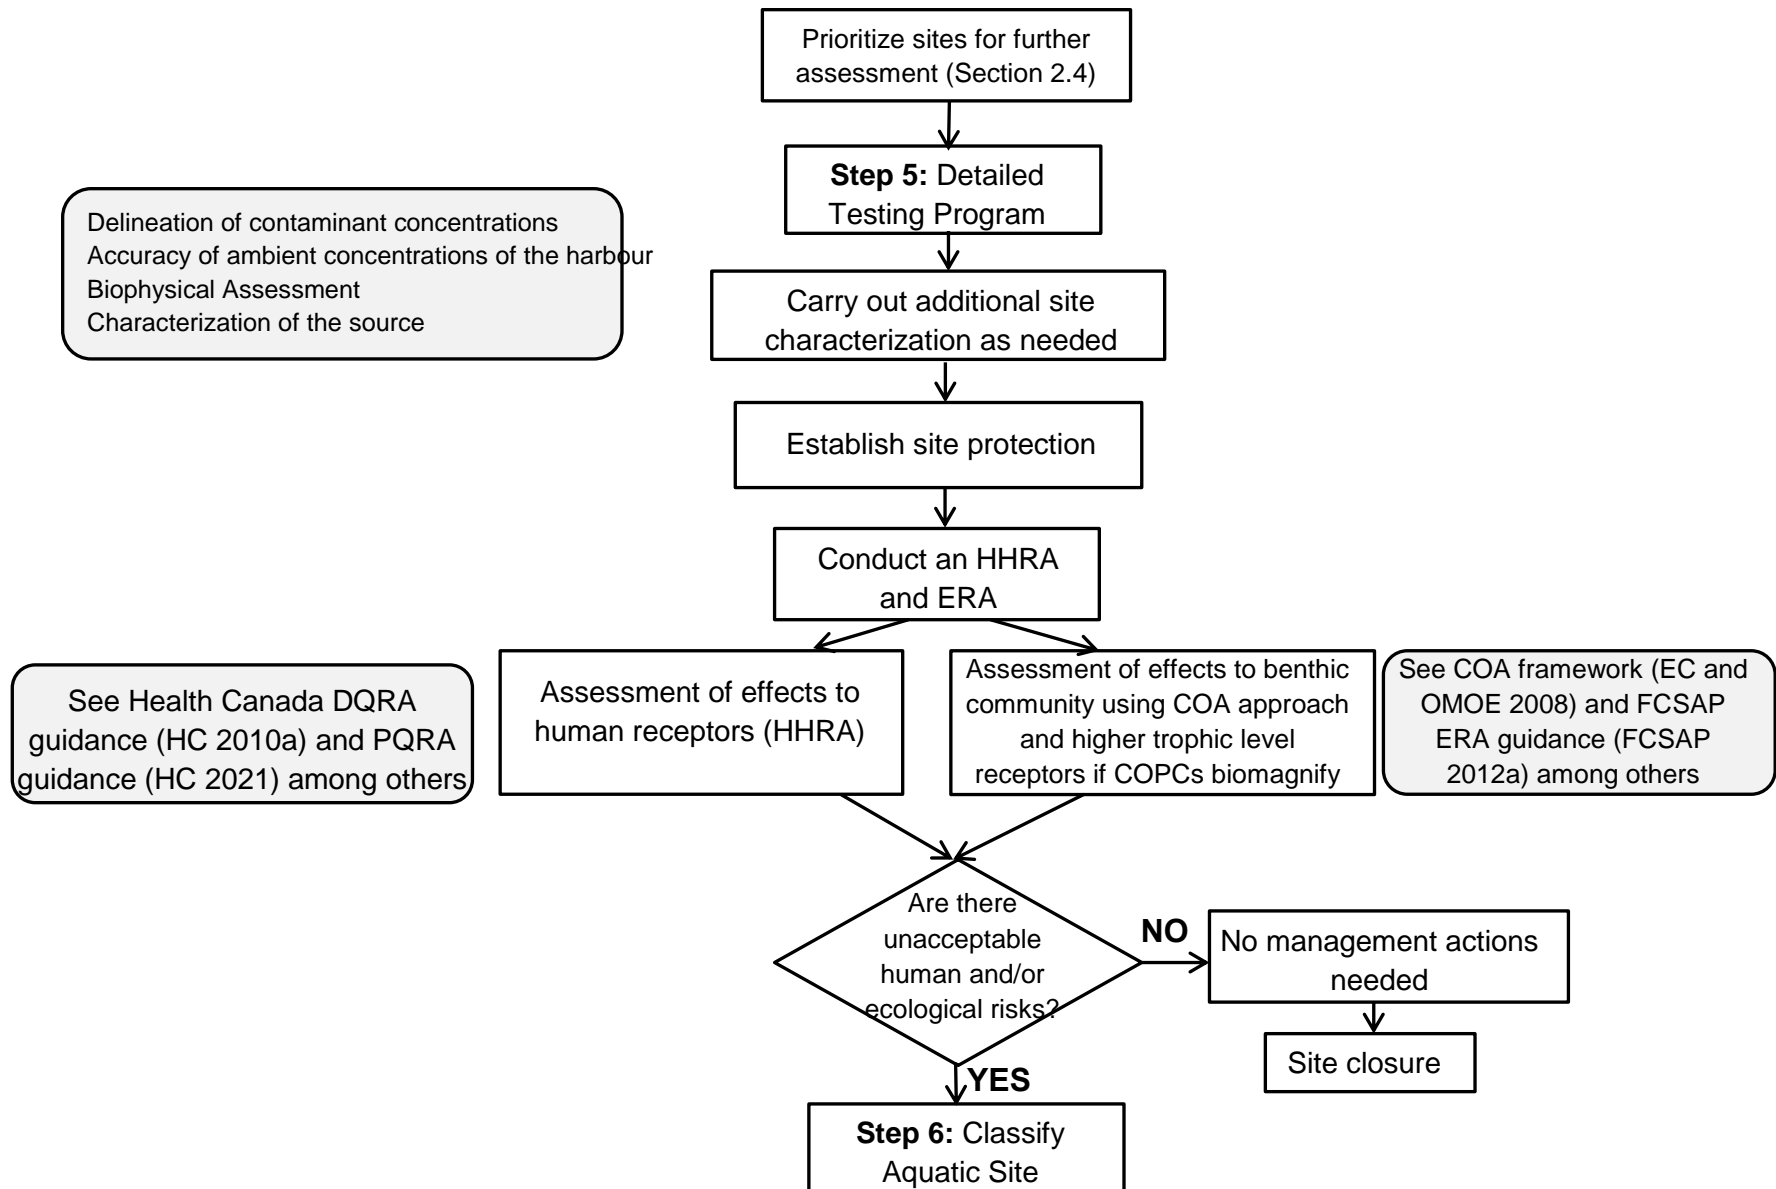 Prioritize sites for further
assessment (Section 2.4)
Step 5: Detailed
Testing Program
Delineation of contaminant concentrations
Accuracy of ambient concentrations of the harbour
Biophysical Assessment
Characterization of the source
Carry out additional site
characterization as needed
Establish site protection
Conduct an HHRA
and ERA
See Health Canada DQRA
guidance (HC 2010a) and PQRA
guidance (HC 2021) among others
Assessment of effects to
human receptors (HHRA)
Assessment of effects to benthic
community using COA approach
and higher trophic level
receptors if COPCs biomagnify
See COA framework (EC and
OMOE 2008) and FCSAP
ERA guidance (FCSAP
2012a) among others
Are there
unacceptable
human and/or
ecological risks?
NO
No management actions
needed
Site closure
YES
Step 6: Classify
Aquatic Site